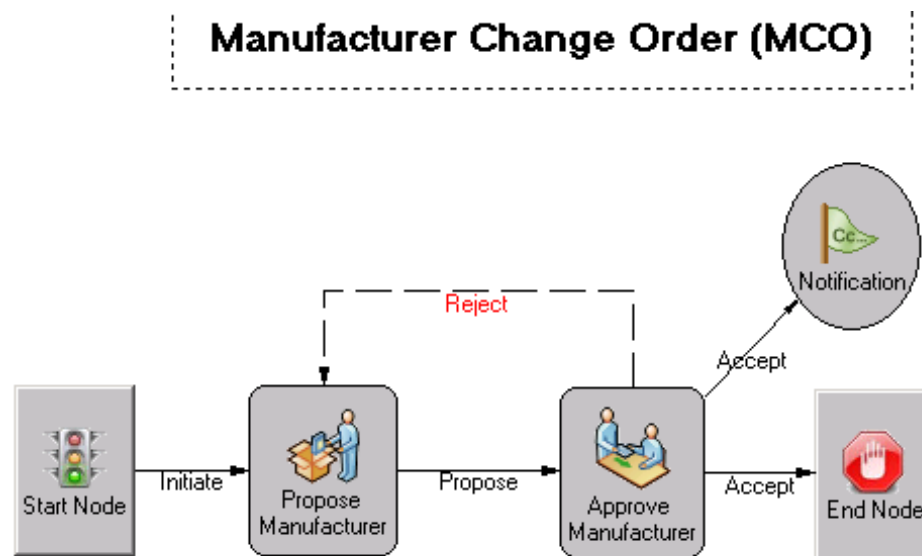 Manufacturer Change Order (MCO)
Cc...
Notification
Reject
Accept
Start Node
Initiate
Propose
Manufacturer
Propose
Approve
Manufacturer
Accept
End Node